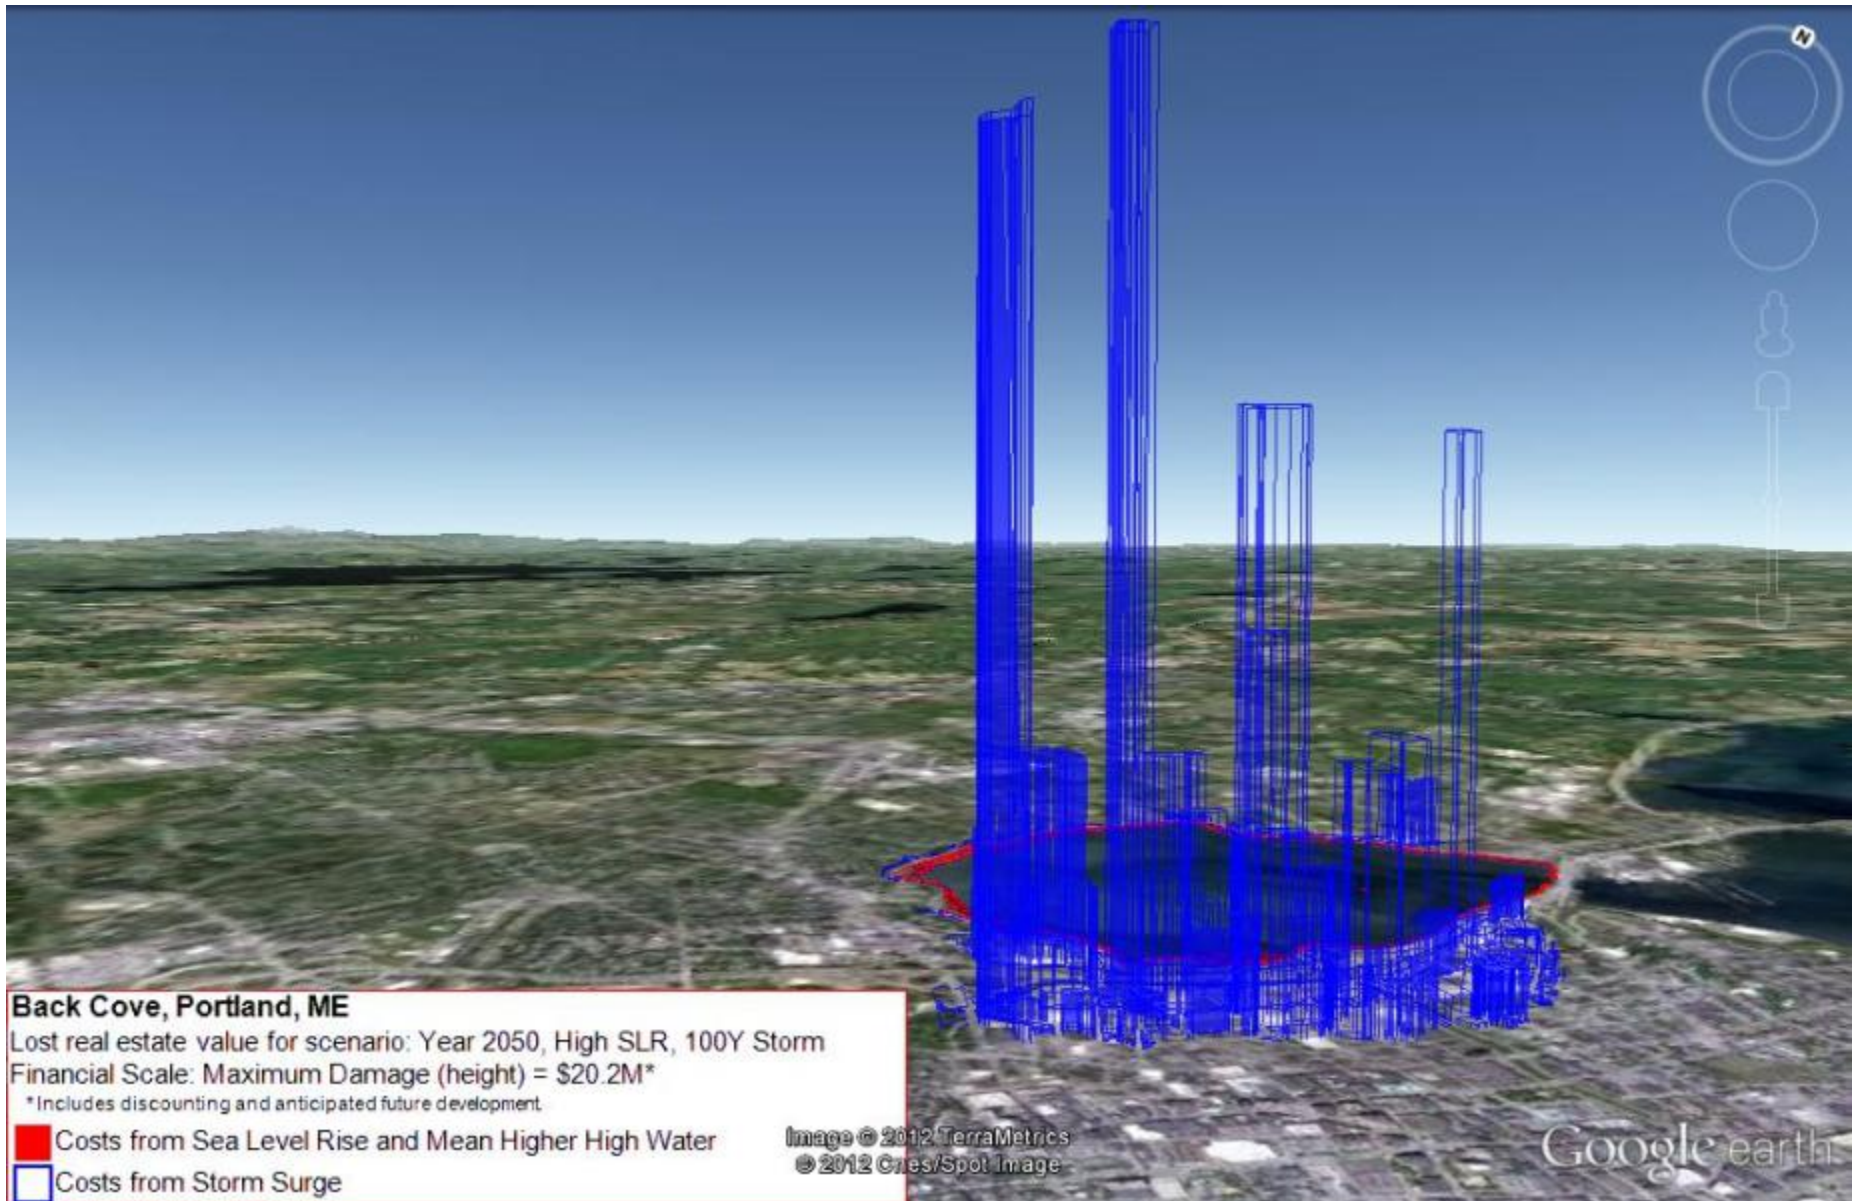 N
Back Cove, Portland, ME
Lost real estate value for scenario: Year 2050, High SLR, 100Y Storm
Financial Scale: Maximum Damage (height) = $20.2M*
*Includes discounting and anticipated future development.
Costs from Sea Level Rise and Mean Higher High Water
Costs from Storm Surge
Image © 2012 TerraMetrics
© 2012 Cnes/Spot Image
Google earth